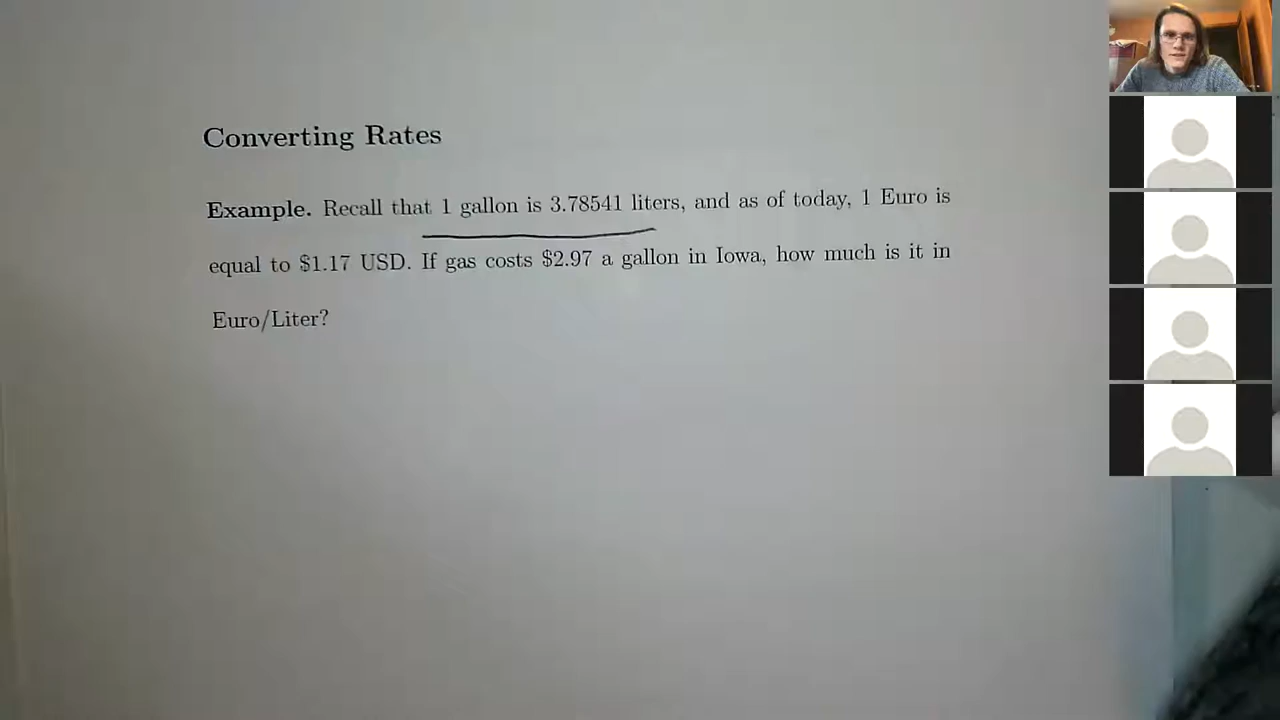 Converting Rates
Example. Recall that 1 gallon is 3.78541 liters, and as of today, 1 Euro is
equal to $1.17 USD. If gas costs $2.97 a gallon in Iowa, how much is it in
Euro/Liter?